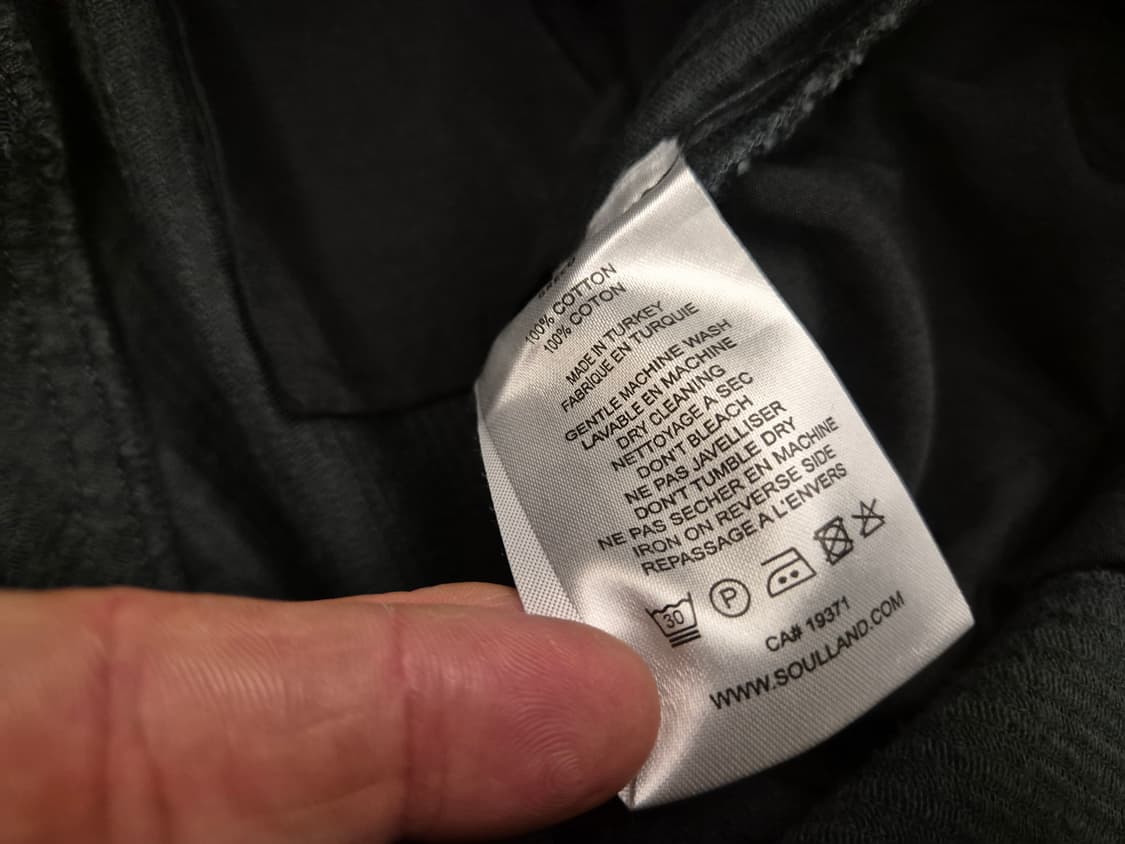 100% COTTON
100% COTON
MADE IN TURKEY
FABRIQUE EN TURQUIE
GENTLE MACHINE WASH
LAVABLE EN MACHINE
DRY CLEANING
NETTOYAGE A SEC
DON'T BLEACH
NE PAS JAVELLISER
DON'T TUMBLE DRY
NE PAS SECHER EN MACHINE
IRON ON REVERSE SIDE
REPASSAGE A L'ENVERS
30 P
CA# 19371
WWW.SOULLAND.COM